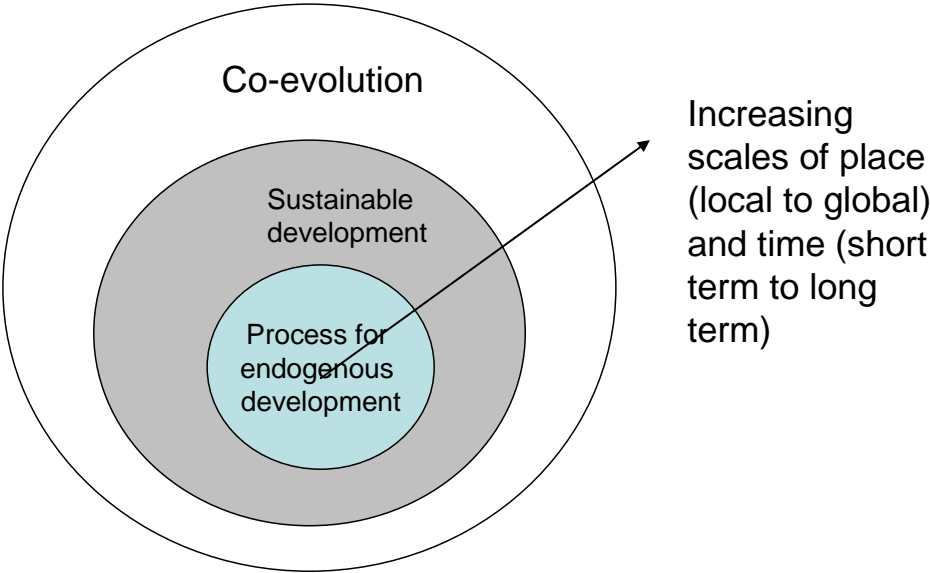 Co-evolution
Sustainable
development
Process for
endogenous
development
Increasing
scales of place
(local to global)
and time (short
term to long
term)